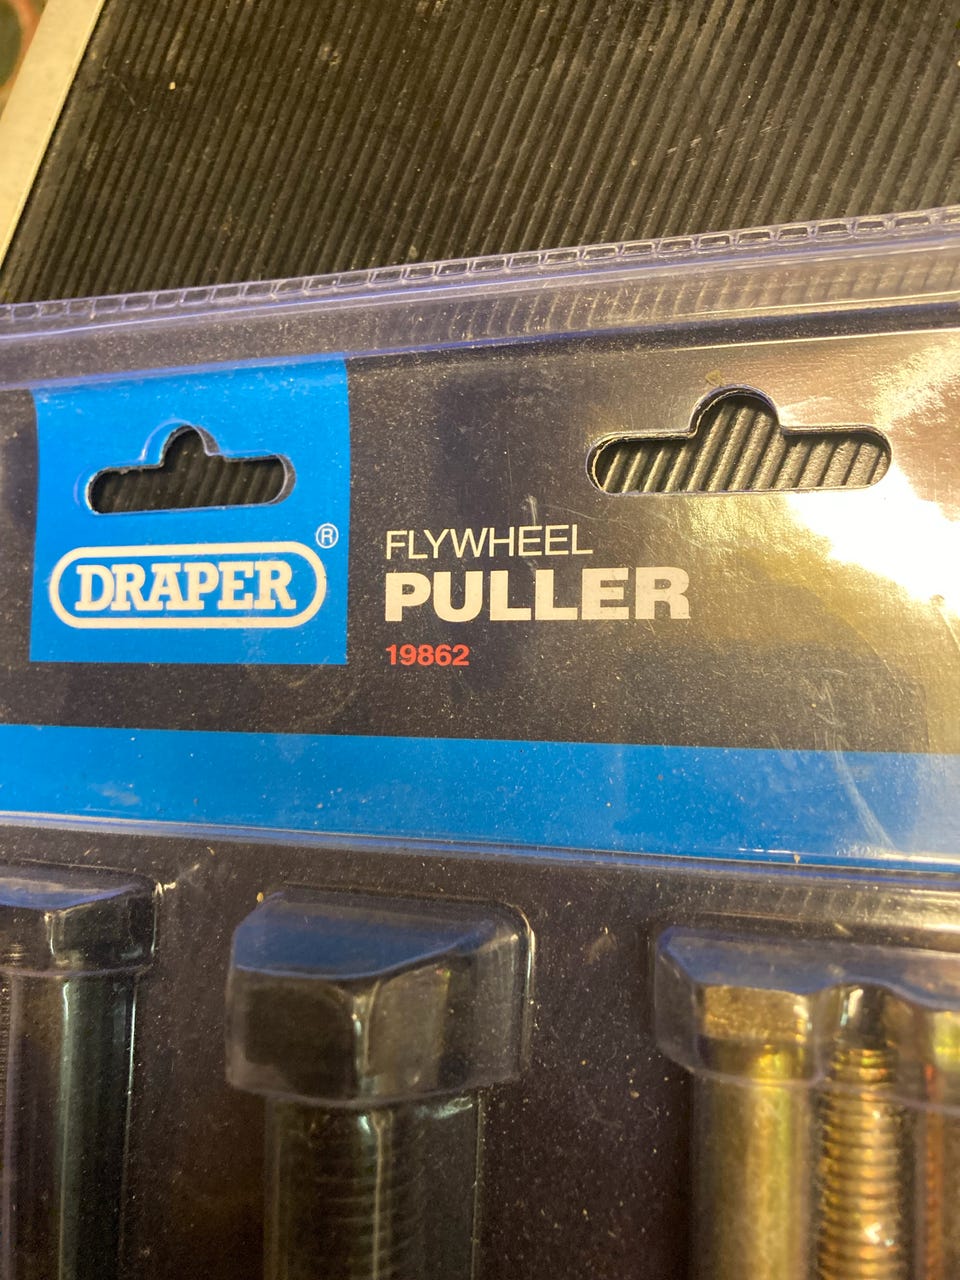 DRAPER®
FLYWHEEL
PULLER
19862